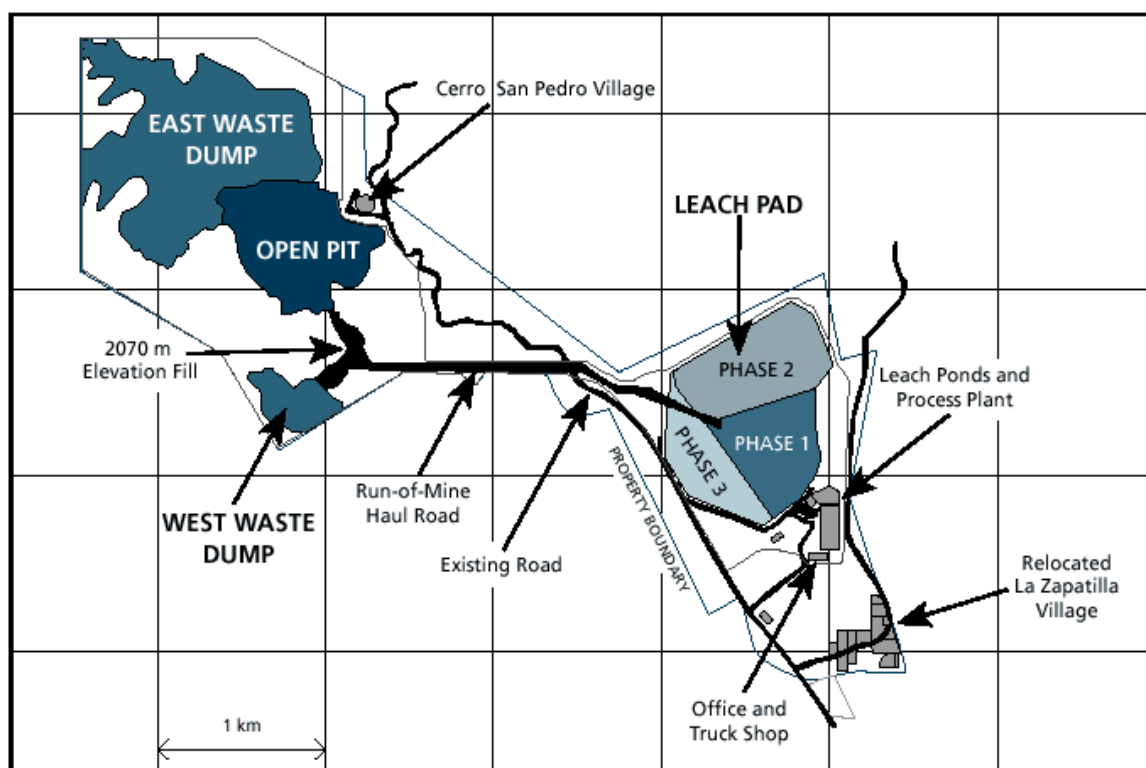 Cerro San Pedro Village
EAST WASTE
DUMP
LEACH PAD
OPEN PIT
2070 m
Elevation Fill
PHASE 2
Leach Ponds and
Process Plant
PHASE 1
PHASE 3
PROPERTY BOUNDARY
Run-of-Mine
Haul Road
WEST WASTE
DUMP
Existing Road
Relocated
La Zapatilla
Village
Office and
Truck Shop
1 km